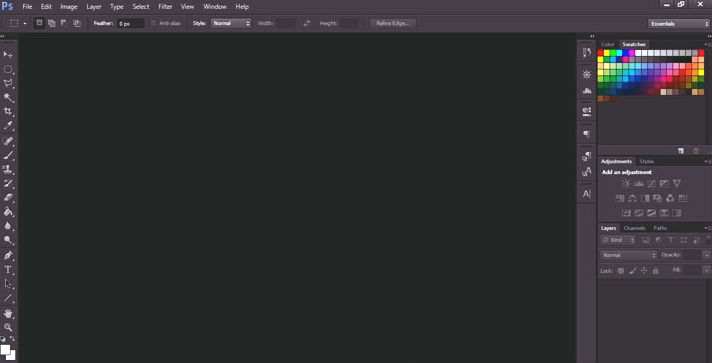 Ps File Edit Image Layer Type Select Filter View Window Help
Feather: 0 px Anti-alias Style: Normal Width: Height: Refine Edge... Essentials
Color Swatches
Adjustments Styles
Add an adjustment
Layers Channels Paths
Kind
Normal Opacity:
Lock: Fill: